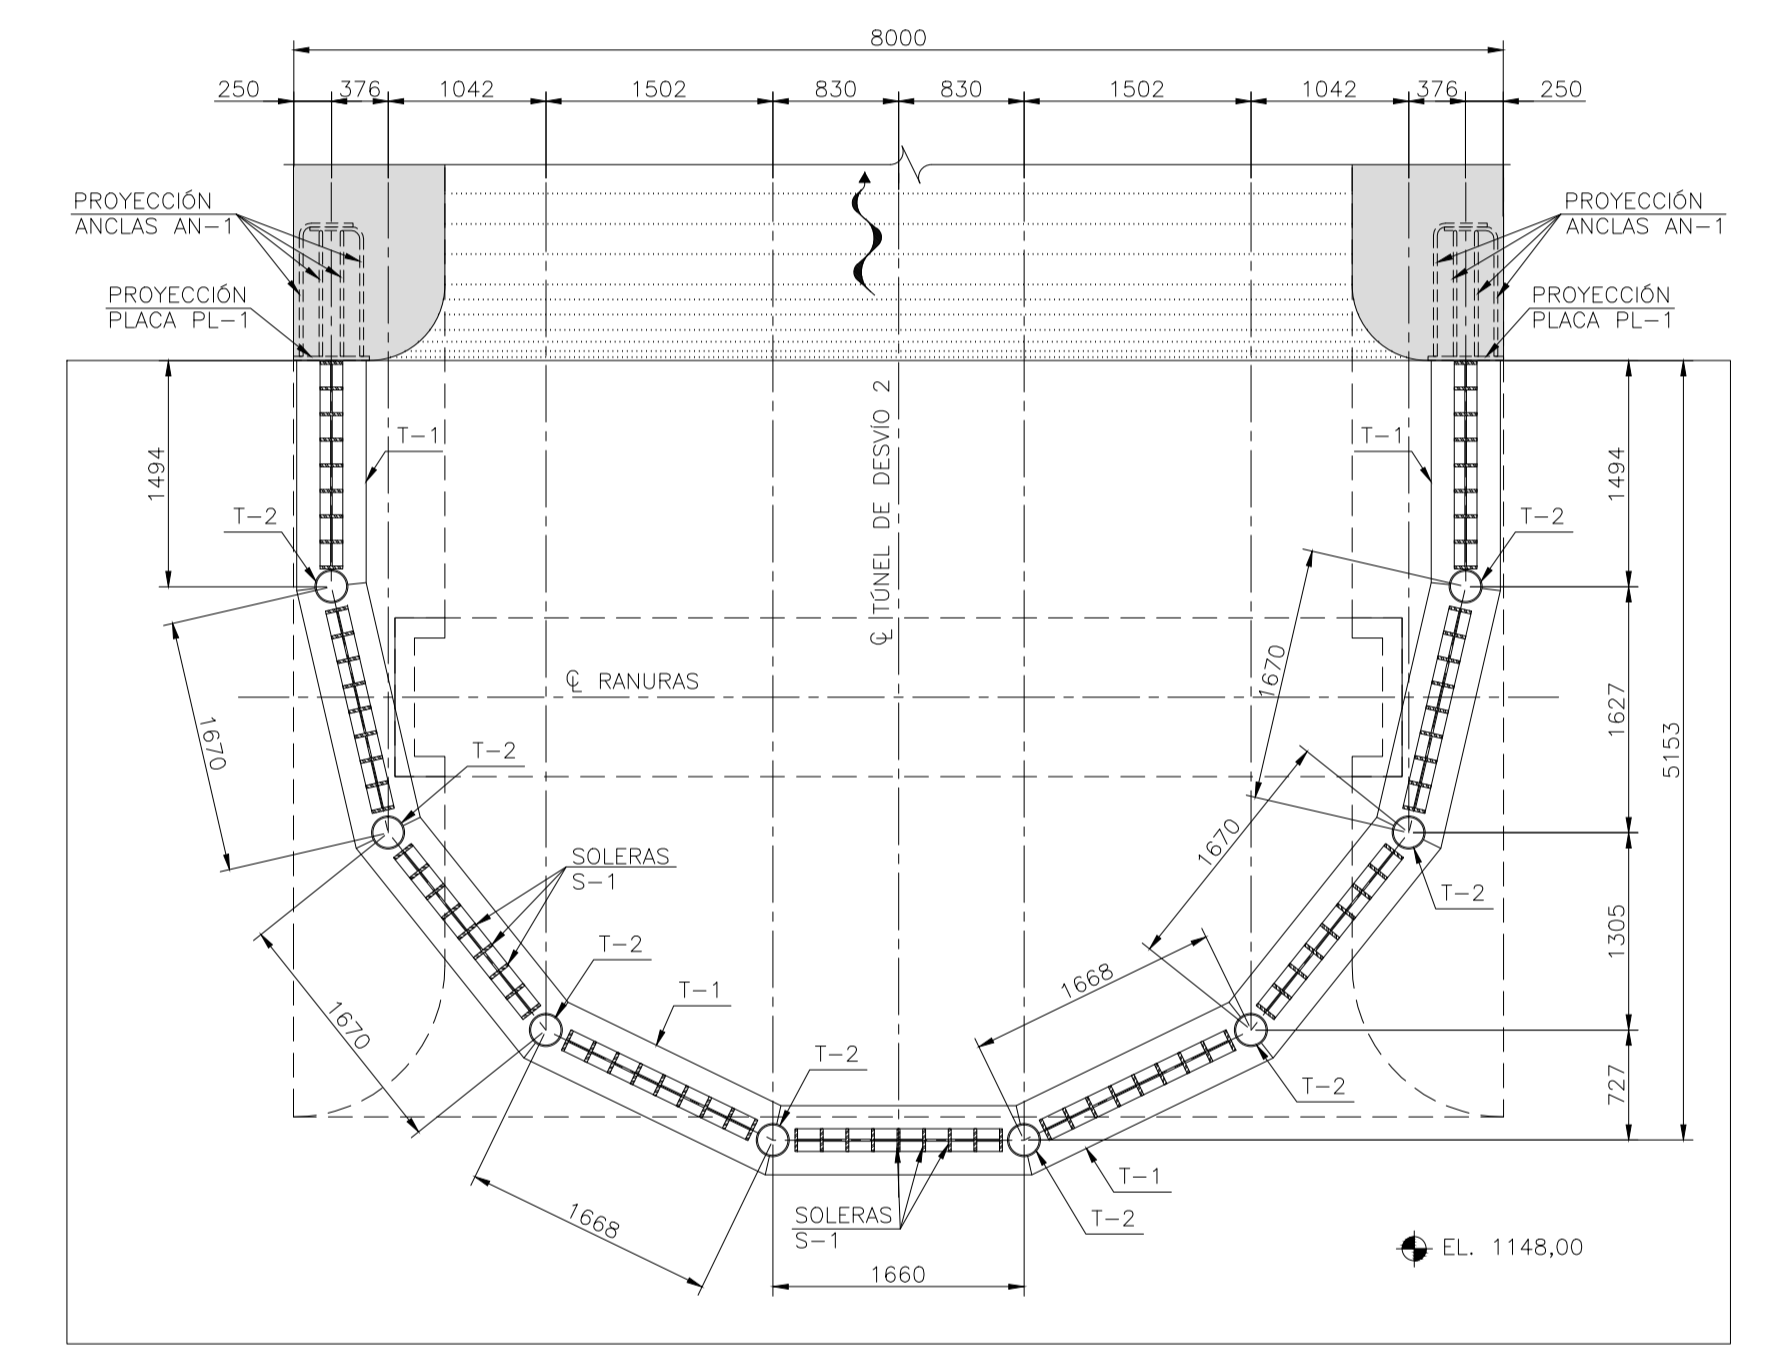 8000
250
376
1042
1502
830
830
1502
1042
376
250
PROYECCIÓN
ANCLAS AN-1
PROYECCIÓN
ANCLAS AN-1
PROYECCIÓN
PLACA PL-1
PROYECCIÓN
PLACA PL-1
℄ TÚNEL DE DESVÍO 2
T-1
T-1
1494
1494
T-2
T-2
1670
℄ RANURAS
1670
1627
5153
T-2
1670
SOLERAS
S-1
T-2
1305
T-2
1668
T-1
1670
T-2
727
T-2
T-1
1668
SOLERAS
S-1
T-2
EL. 1148,00
1660